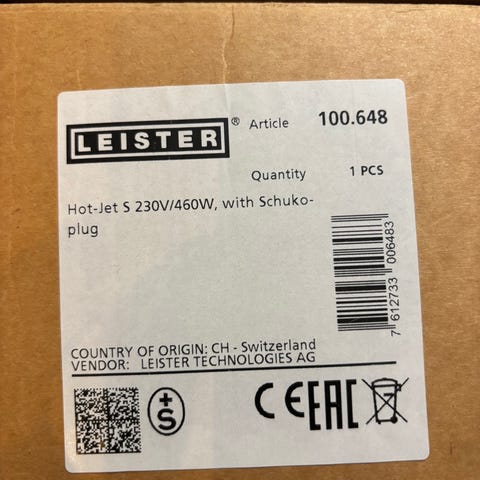 LEISTER® Article 100.648
Quantity 1 PCS
Hot-Jet S 230V/460W, with Schuko-
plug
7 612733 006483
COUNTRY OF ORIGIN: CH - Switzerland
VENDOR: LEISTER TECHNOLOGIES AG
+S CE EAC